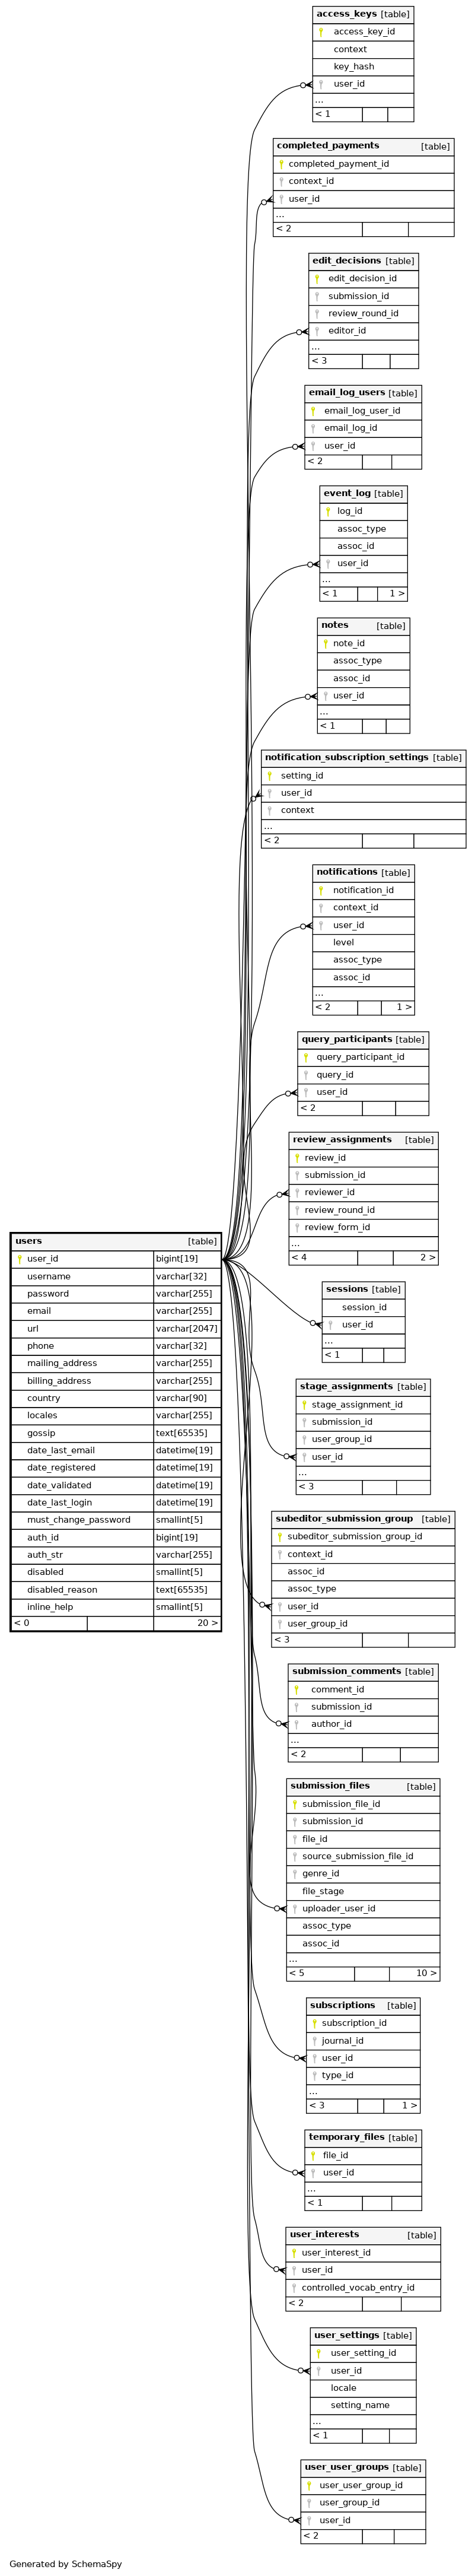 access_keys [table]
access_key_id
context
key_hash
user_id
...
< 1
completed_payments [table]
completed_payment_id
context_id
user_id
...
< 2
edit_decisions [table]
edit_decision_id
submission_id
review_round_id
editor_id
...
< 3
email_log_users [table]
email_log_user_id
email_log_id
user_id
< 2
event_log [table]
log_id
assoc_type
assoc_id
user_id
...
< 1 1 >
notes [table]
note_id
assoc_type
assoc_id
user_id
...
< 1
notification_subscription_settings [table]
setting_id
user_id
context
...
< 2
notifications [table]
notification_id
context_id
user_id
level
assoc_type
assoc_id
...
< 2 1 >
query_participants [table]
query_participant_id
query_id
user_id
< 2
review_assignments [table]
review_id
submission_id
reviewer_id
review_round_id
review_form_id
...
< 4 2 >
users [table]
user_id bigint[19]
username varchar[32]
password varchar[255]
email varchar[255]
url varchar[2047]
phone varchar[32]
mailing_address varchar[255]
billing_address varchar[255]
country varchar[90]
locales varchar[255]
gossip text[65535]
date_last_email datetime[19]
date_registered datetime[19]
date_validated datetime[19]
date_last_login datetime[19]
must_change_password smallint[5]
auth_id bigint[19]
auth_str varchar[255]
disabled smallint[5]
disabled_reason text[65535]
inline_help smallint[5]
< 0 20 >
sessions [table]
session_id
user_id
...
< 1
stage_assignments [table]
stage_assignment_id
submission_id
user_group_id
user_id
...
< 3
subeditor_submission_group [table]
subeditor_submission_group_id
context_id
assoc_id
assoc_type
user_id
user_group_id
< 3
submission_comments [table]
comment_id
submission_id
author_id
...
< 2
submission_files [table]
submission_file_id
submission_id
file_id
source_submission_file_id
genre_id
file_stage
uploader_user_id
assoc_type
assoc_id
...
< 5 10 >
subscriptions [table]
subscription_id
journal_id
user_id
type_id
...
< 3 1 >
temporary_files [table]
file_id
user_id
...
< 1
user_interests [table]
user_interest_id
user_id
controlled_vocab_entry_id
< 2
user_settings [table]
user_setting_id
user_id
locale
setting_name
...
< 1
user_user_groups [table]
user_user_group_id
user_group_id
user_id
< 2
Generated by SchemaSpy